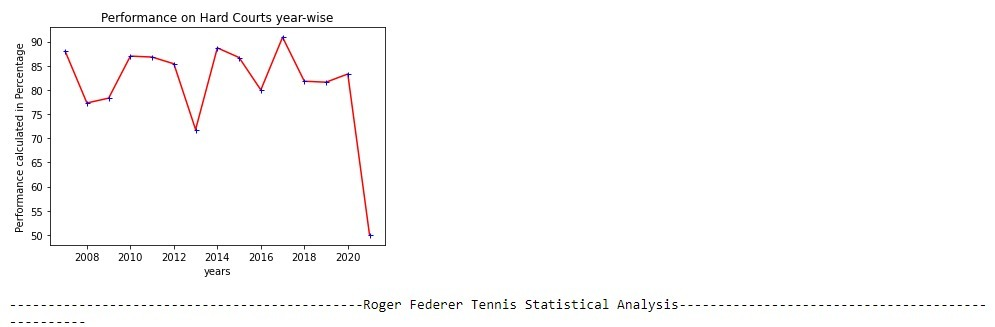 Performance on Hard Courts year-wise
Performance calculated in Percentage
90
85
80
75
70
65
60
55
50
2008 2010 2012 2014 2016 2018 2020
years
----------------------------------------------Roger Federer Tennis Statistical Analysis----------------------------------------
----------